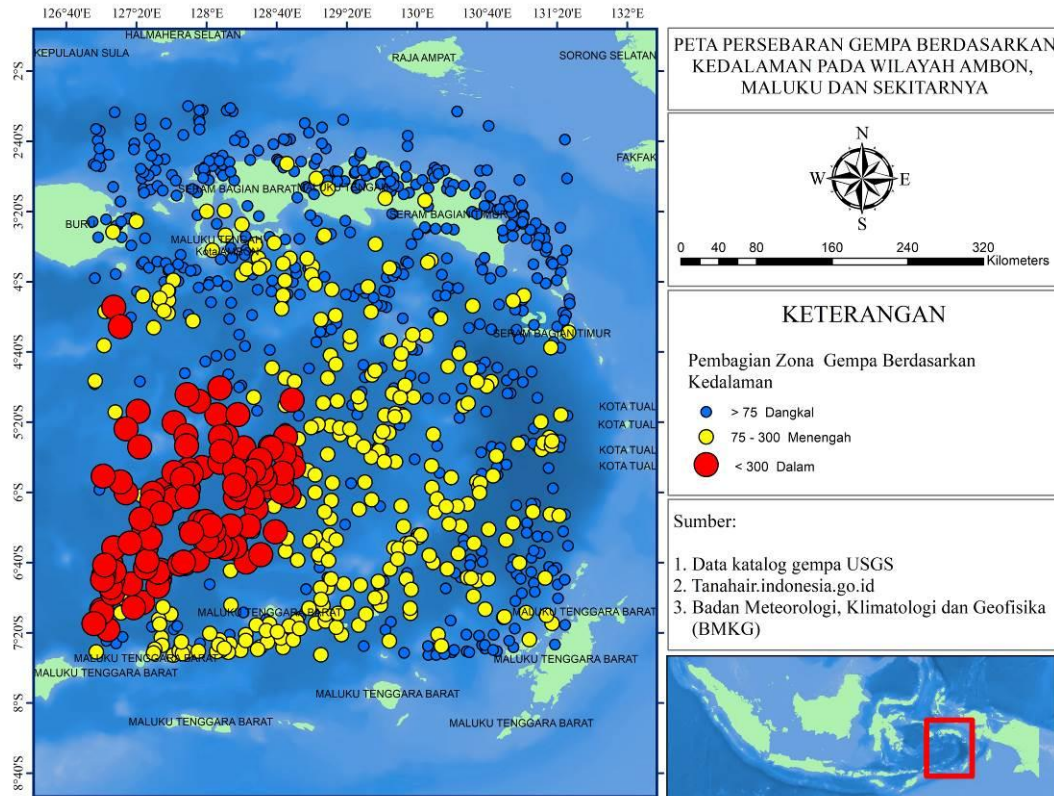 126°40'E 127°20'E 128°E 128°40'E 129°20'E 130°E 130°40'E 131°20'E 132°E
HALMAHERA SELATAN
KEPULAUAN SULA
RAJA AMPAT
SORONG SELATAN
2°S
2°40'S
FAKFAK
SERAM BAGIAN BARAT
MALUKU TENGAH
3°20'S
SERAM BAGIAN TIMUR
BURU
MALUKU TENGAH
Kota AMBON
4°S
SERAM BAGIAN TIMUR
4°40'S
KOTA TUAL
5°20'S
KOTA TUAL
KOTA TUAL
KOTA TUAL
6°S
6°40'S
MALUKU TENGGARA BARAT
MALUKU TENGGARA BARAT
7°20'S
MALUKU TENGGARA BARAT
MALUKU TENGGARA BARAT
MALUKU TENGGARA BARAT
MALUKU TENGGARA BARAT
8°S
MALUKU TENGGARA BARAT
MALUKU TENGGARA BARAT
8°40'S
PETA PERSEBARAN GEMPA BERDASARKAN
KEDALAMAN PADA WILAYAH AMBON,
MALUKU DAN SEKITARNYA
N
W E
S
0 40 80 160 240 320
Kilometers
KETERANGAN
Pembagian Zona Gempa Berdasarkan
Kedalaman
> 75 Dangkal
75 - 300 Menengah
< 300 Dalam
Sumber:
1. Data katalog gempa USGS
2. Tanahair.indonesia.go.id
3. Badan Meteorologi, Klimatologi dan Geofisika
(BMKG)